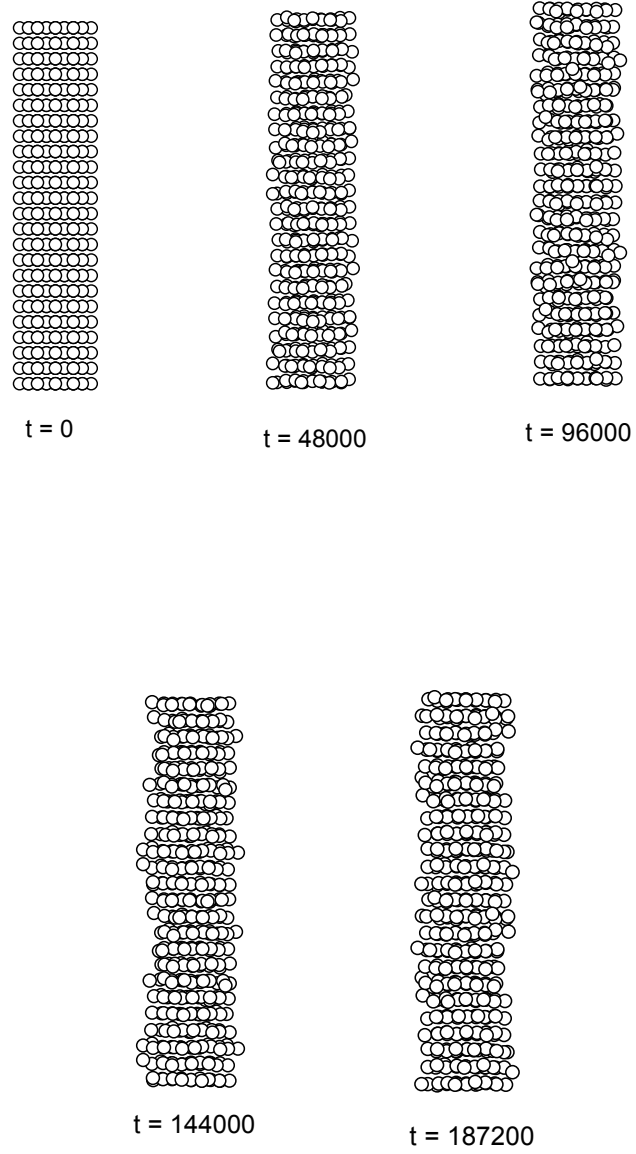 t = 0
t = 48000
t = 96000
t = 144000
t = 187200